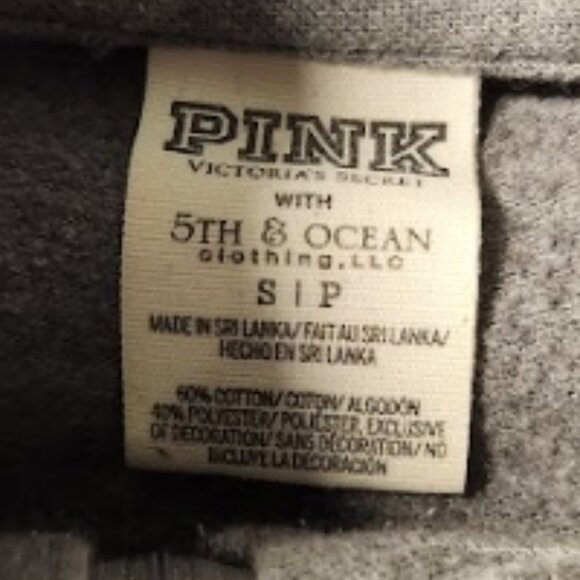 PINK
VICTORIA'S SECRET
WITH
5TH & OCEAN
clothing, LLC
S | P
MADE IN SRI LANKA/ FAIT AU SRI LANKA/
HECHO EN SRI LANKA
60% COTTON/ COTON/ ALGODÓN
40% POLYESTER/ POLIÉSTER, EXCLUSIVE
OF DECORATION/ SANS DÉCORATION/ NO
INCLUYE LA DECORACIÓN